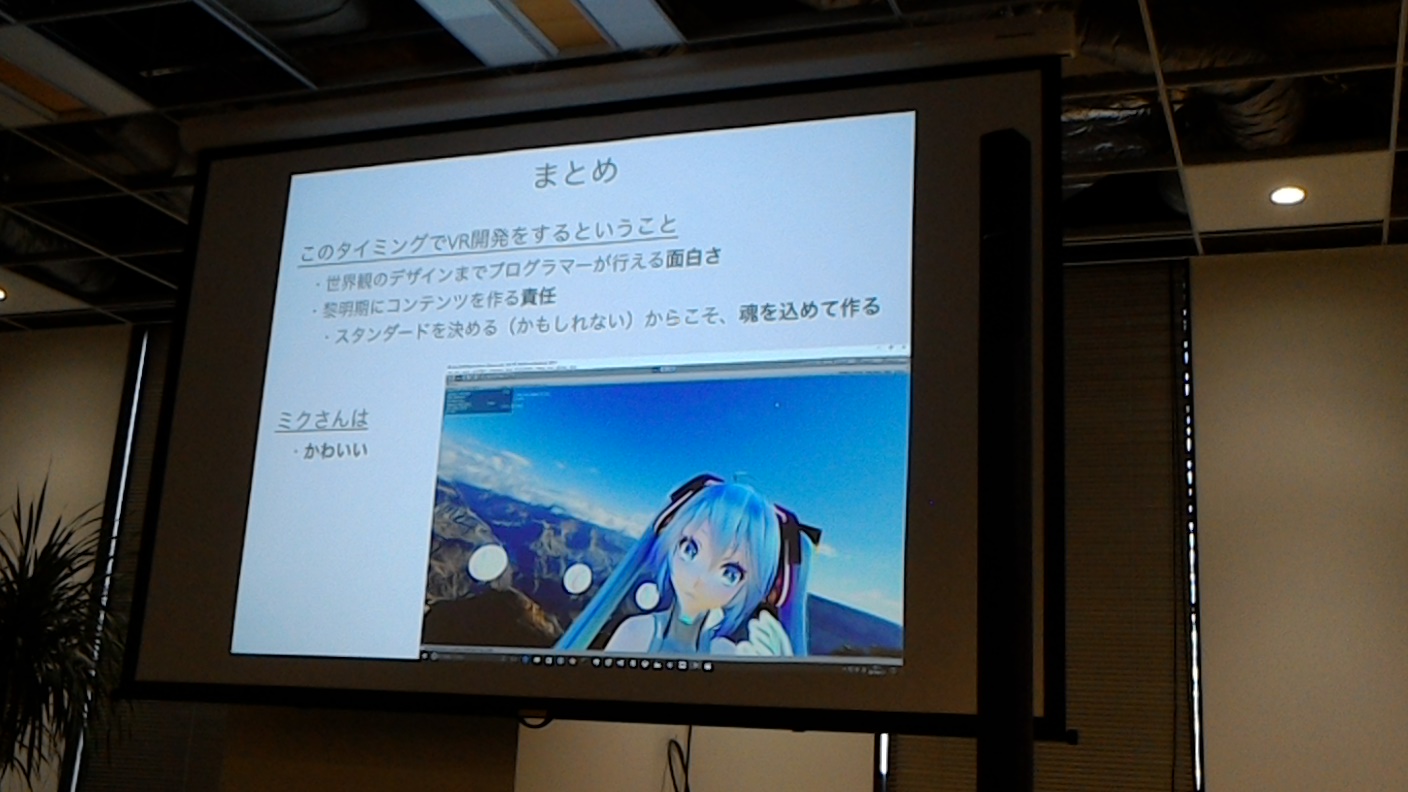 まとめ
このタイミングでVR開発をするということ
・世界観のデザインまでプログラマーが行える面白さ
・黎明期にコンテンツを作る責任
・スタンダードを決める（かもしれない）からこそ、魂を込めて作る
ミクさんは
・かわいい